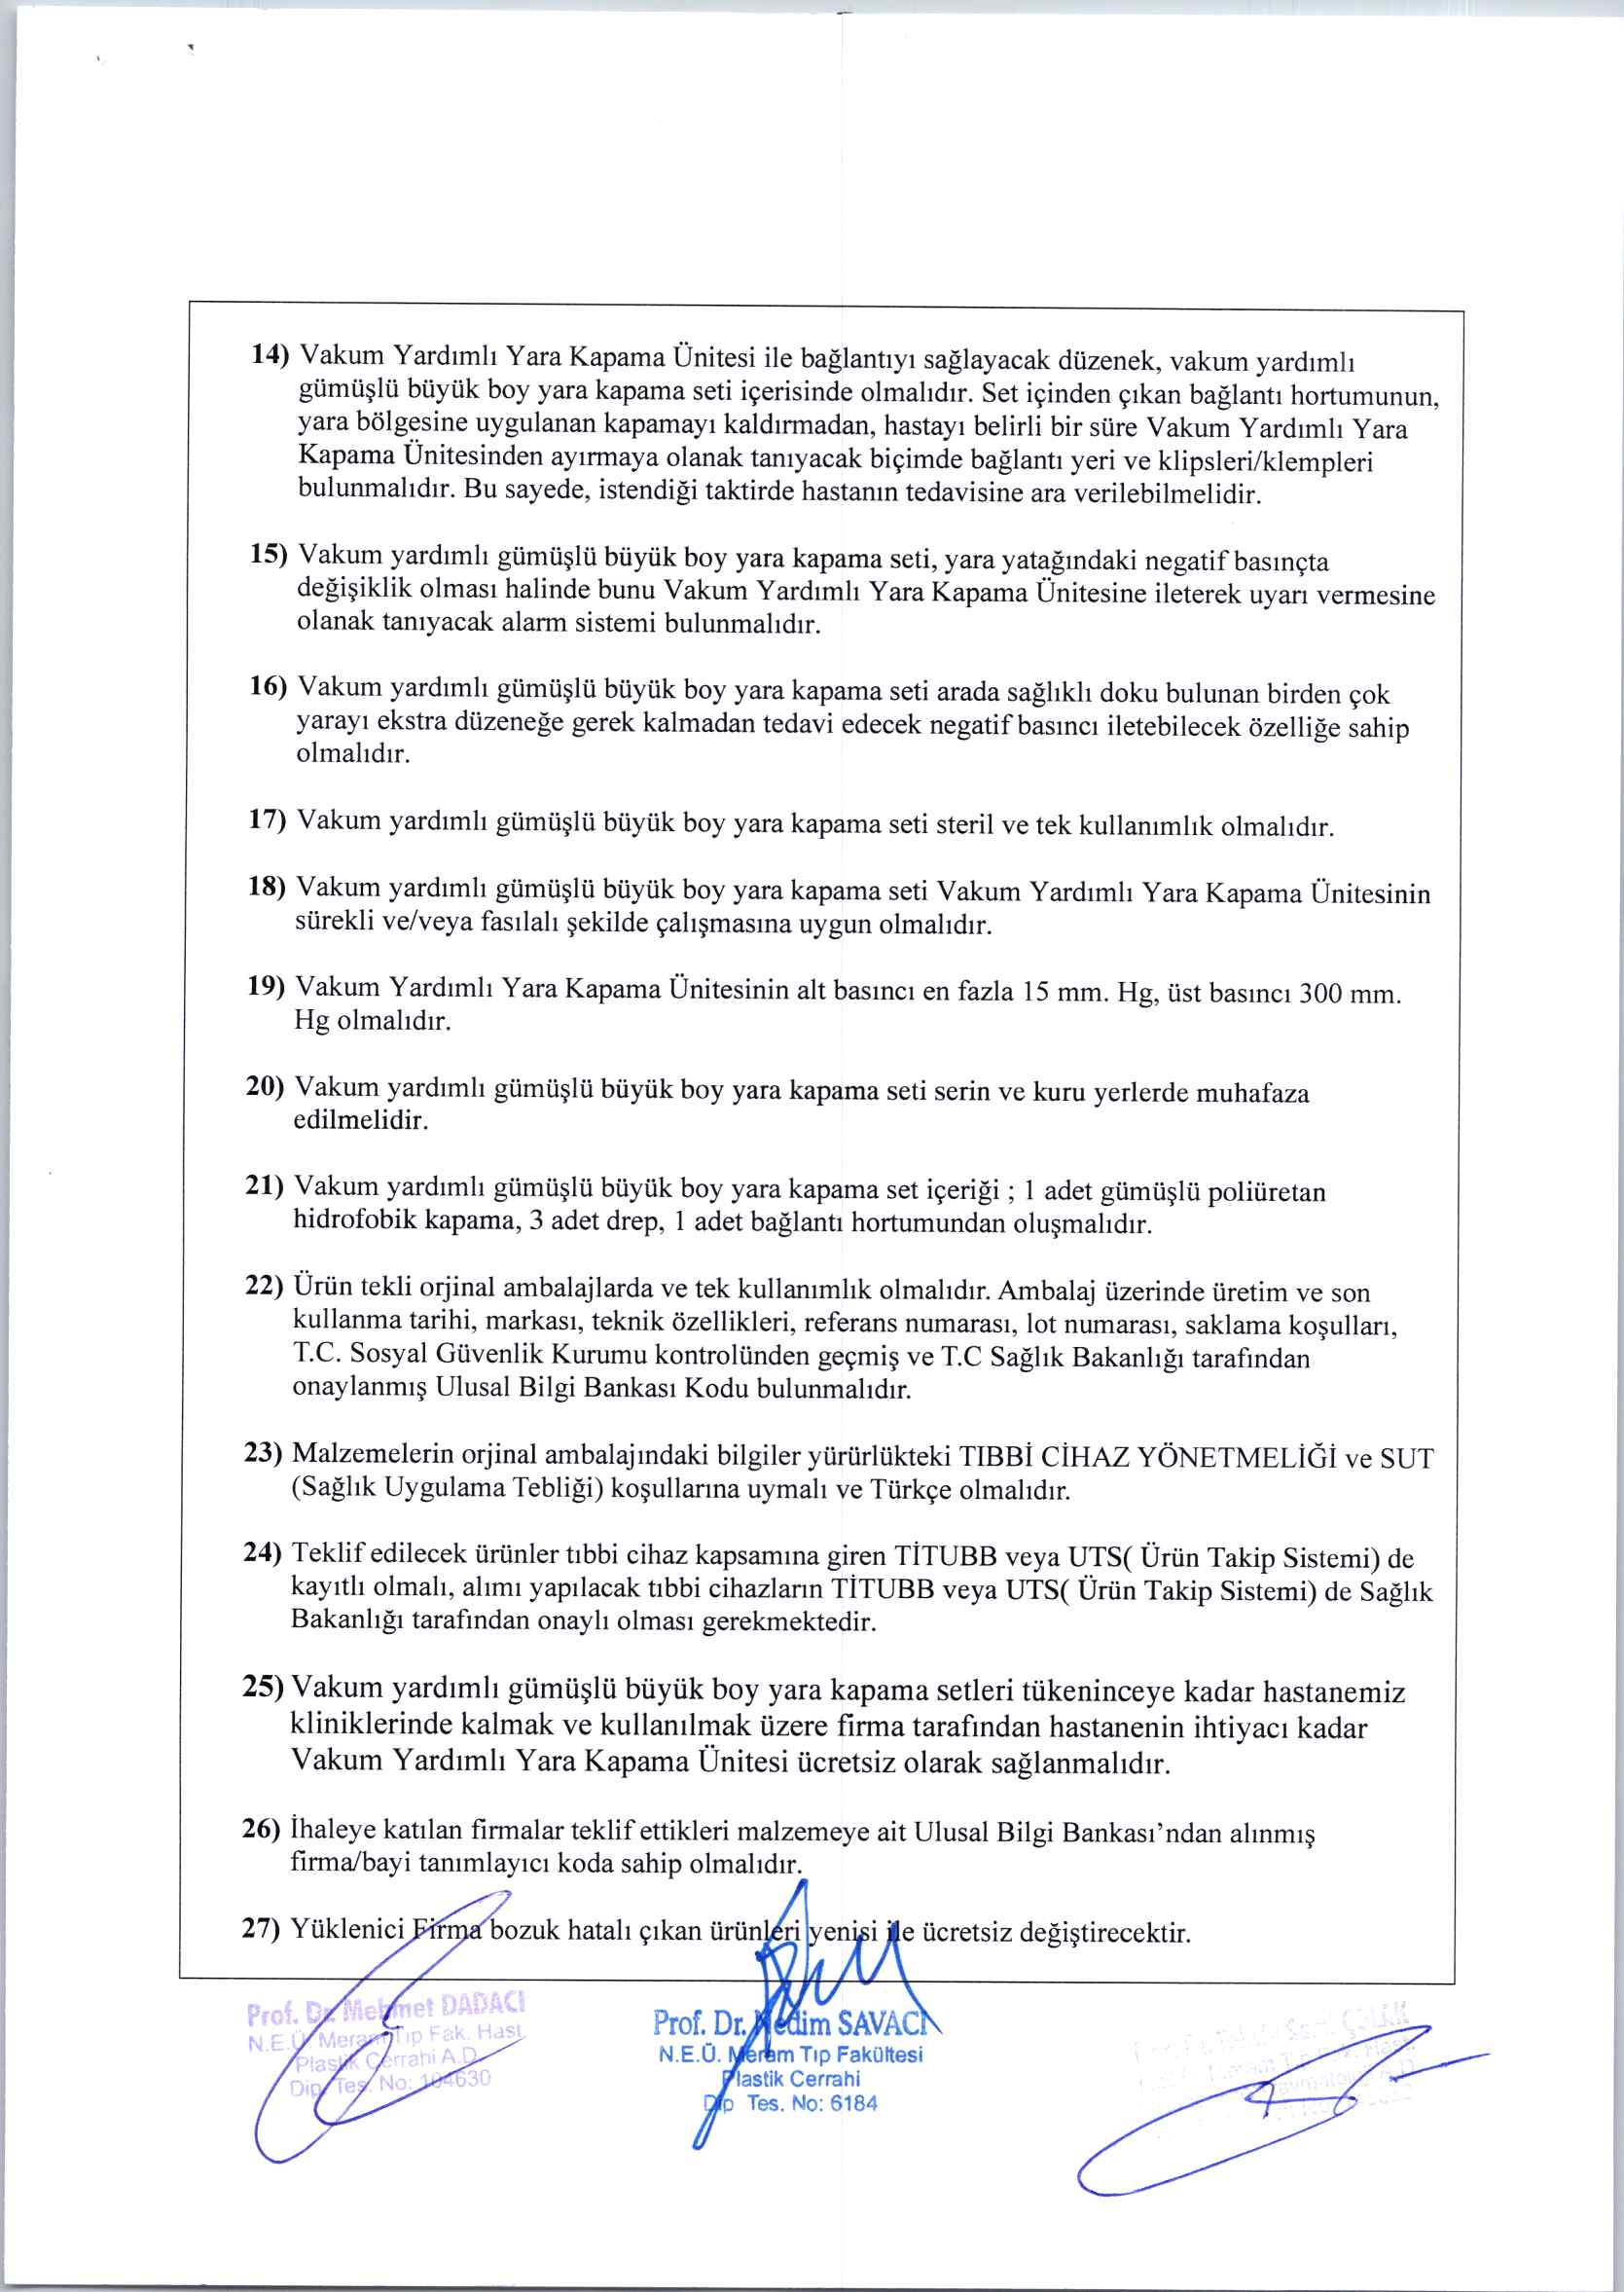 14) Vakum Yardımlı Yara Kapama Ünitesi ile bağlantıyı sağlayacak düzenek, vakum yardımlı
gümüşlü büyük boy yara kapama seti içerisinde olmalıdır. Set içinden çıkan bağlantı hortumunun,
yara bölgesine uygulanan kapamayı kaldırmadan, hastayı belirli bir süre Vakum Yardımlı Yara
Kapama Ünitesinden ayırmaya olanak tanıyacak biçimde bağlantı yeri ve klipsleri/klempleri
bulunmalıdır. Bu sayede, istendiği taktirde hastanın tedavisine ara verilebilmelidir.
15) Vakum yardımlı gümüşlü büyük boy yara kapama seti, yara yatağındaki negatif basınçta
değişiklik olması halinde bunu Vakum Yardımlı Yara Kapama Ünitesine ileterek uyarı vermesine
olanak tanıyacak alarm sistemi bulunmalıdır.
16) Vakum yardımlı gümüşlü büyük boy yara kapama seti arada sağlıklı doku bulunan birden çok
yarayı ekstra düzeneğe gerek kalmadan tedavi edecek negatif basıncı iletebilecek özelliğe sahip
olmalıdır.
17) Vakum yardımlı gümüşlü büyük boy yara kapama seti steril ve tek kullanımlık olmalıdır.
18) Vakum yardımlı gümüşlü büyük boy yara kapama seti Vakum Yardımlı Yara Kapama Ünitesinin
sürekli ve/veya fasılalı şekilde çalışmasına uygun olmalıdır.
19) Vakum Yardımlı Yara Kapama Ünitesinin alt basıncı en fazla 15 mm. Hg, üst basıncı 300 mm.
Hg olmalıdır.
20) Vakum yardımlı gümüşlü büyük boy yara kapama seti serin ve kuru yerlerde muhafaza
edilmelidir.
21) Vakum yardımlı gümüşlü büyük boy yara kapama set içeriği ; 1 adet gümüşlü poliüretan
hidrofobik kapama, 3 adet drep, 1 adet bağlantı hortumundan oluşmalıdır.
22) Ürün tekli orjinal ambalajlarda ve tek kullanımlık olmalıdır. Ambalaj üzerinde üretim ve son
kullanma tarihi, markası, teknik özellikleri, referans numarası, lot numarası, saklama koşulları,
T.C. Sosyal Güvenlik Kurumu kontrolünden geçmiş ve T.C Sağlık Bakanlığı tarafından
onaylanmış Ulusal Bilgi Bankası Kodu bulunmalıdır.
23) Malzemelerin orjinal ambalajındaki bilgiler yürürlükteki TIBBİ CİHAZ YÖNETMELİĞİ ve SUT
(Sağlık Uygulama Tebliği) koşullarına uymalı ve Türkçe olmalıdır.
24) Teklif edilecek ürünler tıbbi cihaz kapsamına giren TİTUBB veya UTS( Ürün Takip Sistemi) de
kayıtlı olmalı, alımı yapılacak tıbbi cihazların TİTUBB veya UTS( Ürün Takip Sistemi) de Sağlık
Bakanlığı tarafından onaylı olması gerekmektedir.
25) Vakum yardımlı gümüşlü büyük boy yara kapama setleri tükeninceye kadar hastanemiz
kliniklerinde kalmak ve kullanılmak üzere firma tarafından hastanenin ihtiyacı kadar
Vakum Yardımlı Yara Kapama Ünitesi ücretsiz olarak sağlanmalıdır.
26) İhaleye katılan firmalar teklif ettikleri malzemeye ait Ulusal Bilgi Bankası’ndan alınmış
firma/bayi tanımlayıcı koda sahip olmalıdır.
27) Yüklenici Firma bozuk hatalı çıkan ürünleri yenisi ile ücretsiz değiştirecektir.
Prof. Dr. Mehmet DADACI
N.E.Ü. Meram Tıp Fak. Hast.
Plastik Cerrahi A.D.
Dip. Tes. No: 104630
Prof. Dr. Nedim SAVACI
N.E.Ü. Meram Tıp Fakültesi
Plastik Cerrahi
Dip Tes. No: 6184